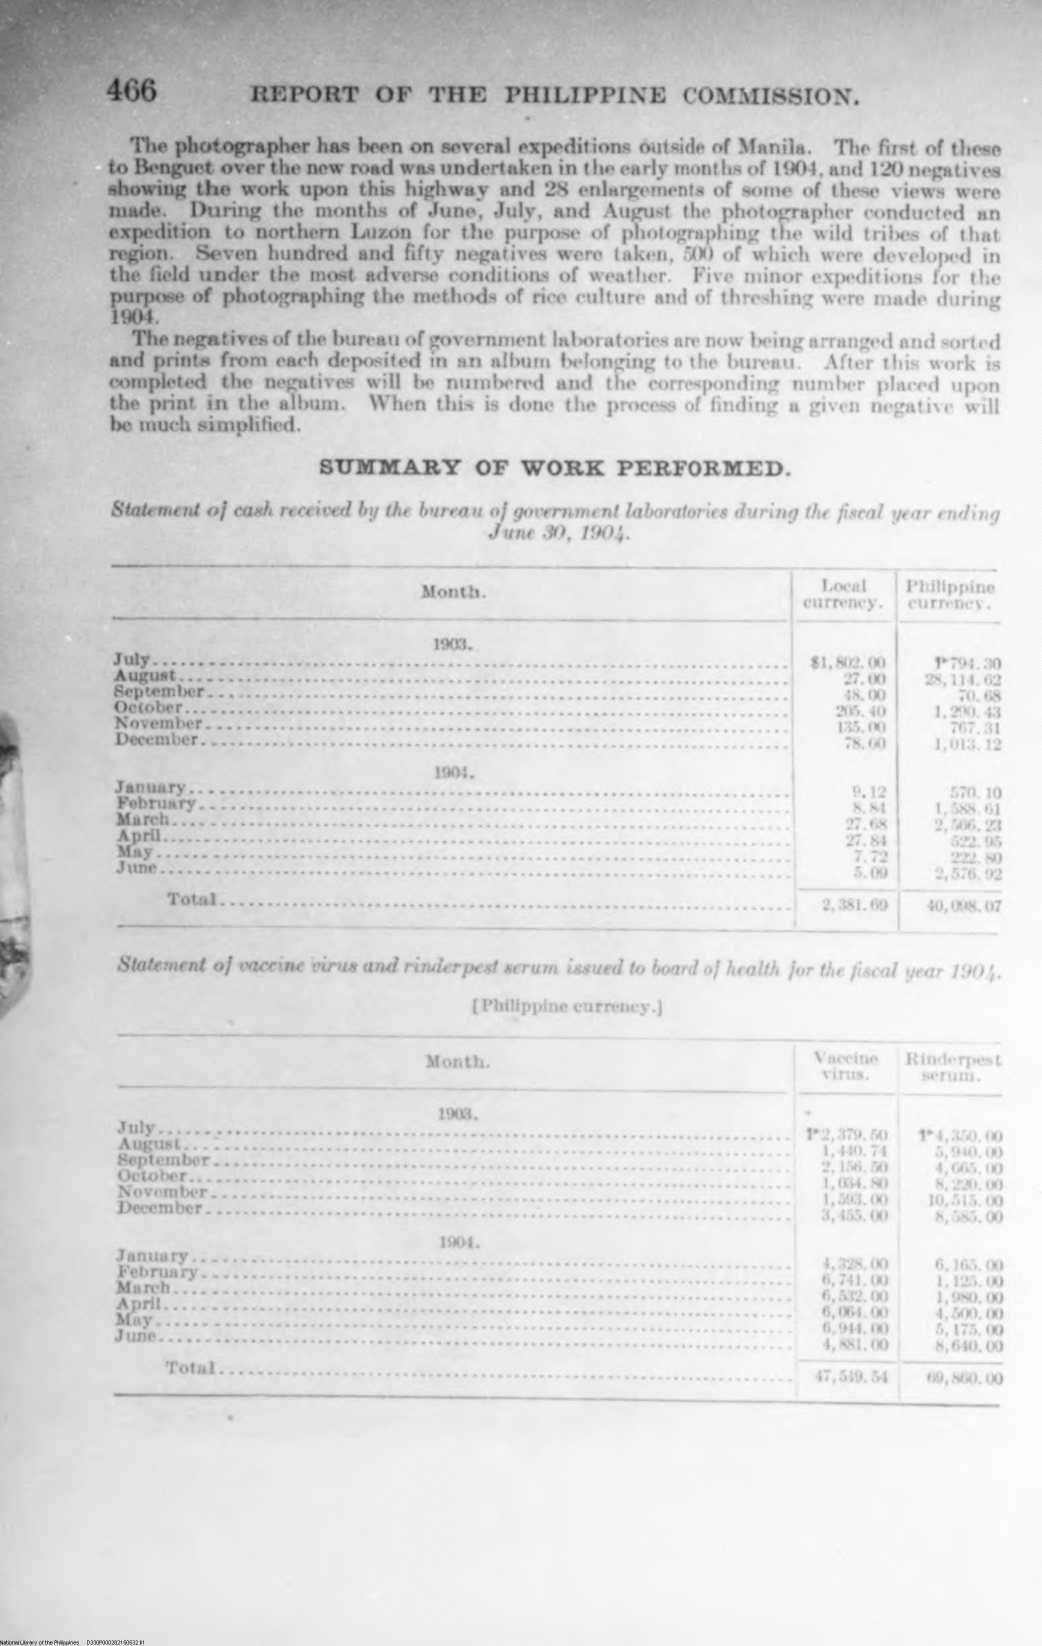 466 REPORT OF THE PHILIPPINE COMMISSION.
The photographer has been on several expeditions outside of Manila. The first of these
to Benguet over the new road was undertaken in the early months of 1904, and 120 negatives
showing the work upon this highway and 28 enlargements of some of these views were
made. During the months of June, July, and August the photographer conducted an
expedition to northern Luzon for the purpose of photographing the wild tribes of that
region. Seven hundred and fifty negatives were taken, 500 of which were developed in
the field under the most adverse conditions of weather. Five minor expeditions for the
purpose of photographing the methods of rice culture and of threshing were made during
1904.
The negatives of the bureau of government laboratories are now being arranged and sorted
and prints from each deposited in an album belonging to the bureau. After this work is
completed the negatives will be numbered and the corresponding number placed upon
the print in the album. When this is done the process of finding a given negative will
be much simplified.
SUMMARY OF WORK PERFORMED.
Statement of cash received by the bureau of government laboratories during the fiscal year ending
June 30, 1904.
Month. Local currency. Philippine currency.
1903.
July $1,802.00 ₱794.30
August 27.00 28,114.62
September 48.00 70.68
October 205.40 1,290.43
November 135.00 767.31
December 78.00 1,013.12
1904.
January 9.12 570.10
February 8.84 1,588.61
March 27.68 2,566.23
April 27.84 522.95
May 7.72 222.80
June 5.09 2,576.92
Total 2,381.69 40,098.07
Statement of vaccine virus and rinderpest serum issued to board of health for the fiscal year 1904.
[Philippine currency.]
Month. Vaccine virus. Rinderpest serum.
1903.
July ₱2,379.50 ₱4,350.00
August 1,440.74 5,940.00
September 2,156.50 4,665.00
October 1,034.80 8,220.00
November 1,593.00 10,515.00
December 3,455.00 8,585.00
1904.
January 4,328.00 6,165.00
February 6,741.00 1,125.00
March 6,532.00 1,980.00
April 6,064.00 4,500.00
May 6,944.00 5,175.00
June 4,881.00 8,640.00
Total 47,549.54 69,860.00
National Library of the Philippines